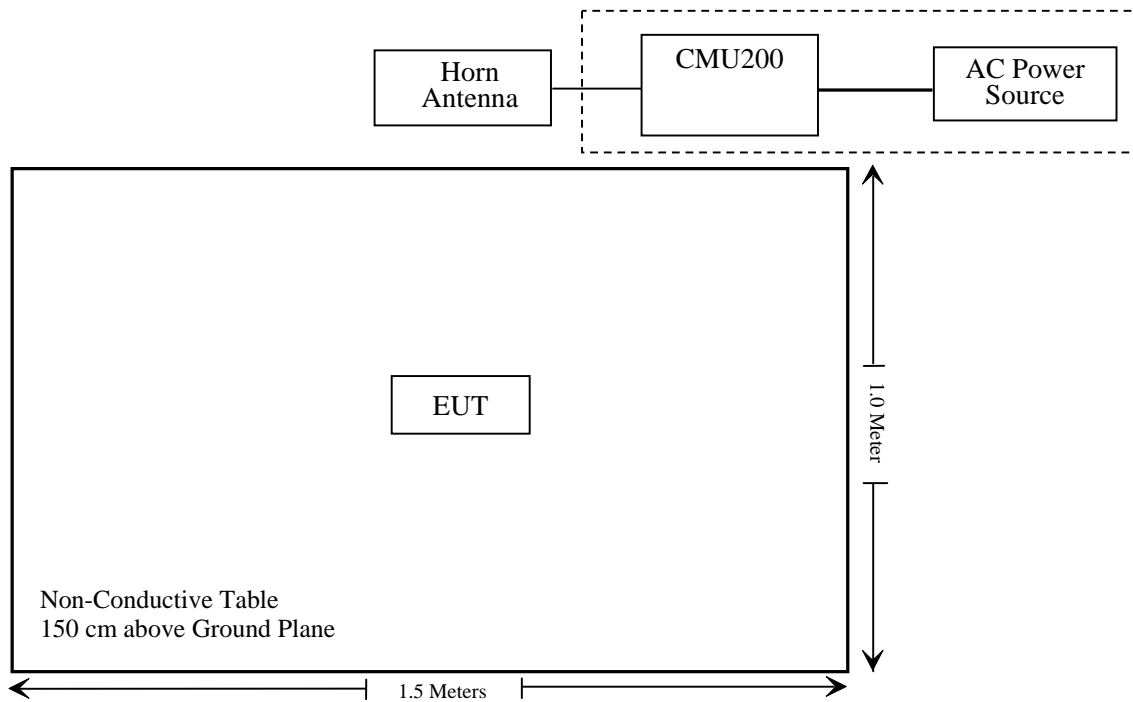 Horn
Antenna
CMU200
AC Power
Source
EUT
1.0 Meter
Non-Conductive Table
150 cm above Ground Plane
1.5 Meters